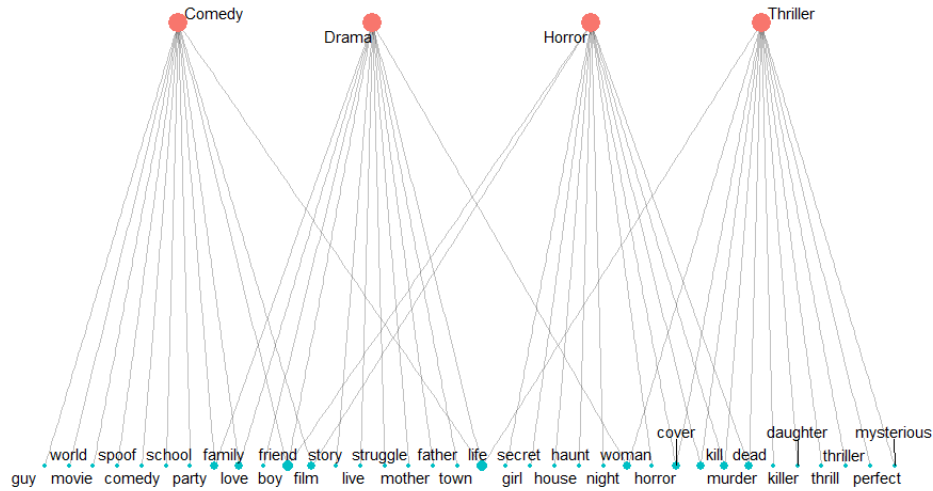 Comedy Thriller
Drama Horror
cover daughter mysterious
world spoof school family friend story struggle father life secret haunt woman kill dead thriller
guy movie comedy party love boy film live mother town girl house night horror murder killer thrill perfect